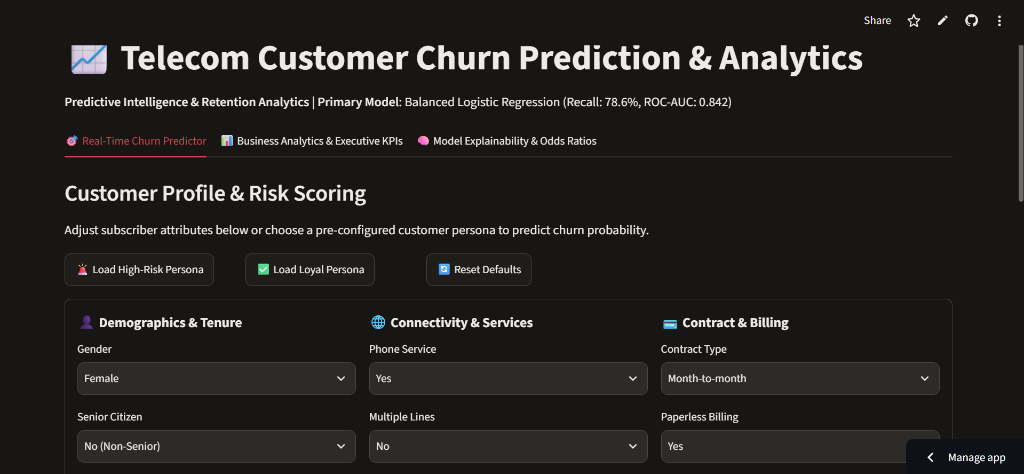 Share
Telecom Customer Churn Prediction & Analytics
Predictive Intelligence & Retention Analytics | Primary Model: Balanced Logistic Regression (Recall: 78.6%, ROC-AUC: 0.842)
Real-Time Churn Predictor Business Analytics & Executive KPIs Model Explainability & Odds Ratios
Customer Profile & Risk Scoring
Adjust subscriber attributes below or choose a pre-configured customer persona to predict churn probability.
Load High-Risk Persona Load Loyal Persona Reset Defaults
Demographics & Tenure Connectivity & Services Contract & Billing
Gender Phone Service Contract Type
Female Yes Month-to-month
Senior Citizen Multiple Lines Paperless Billing
No (Non-Senior) No Yes
Manage app